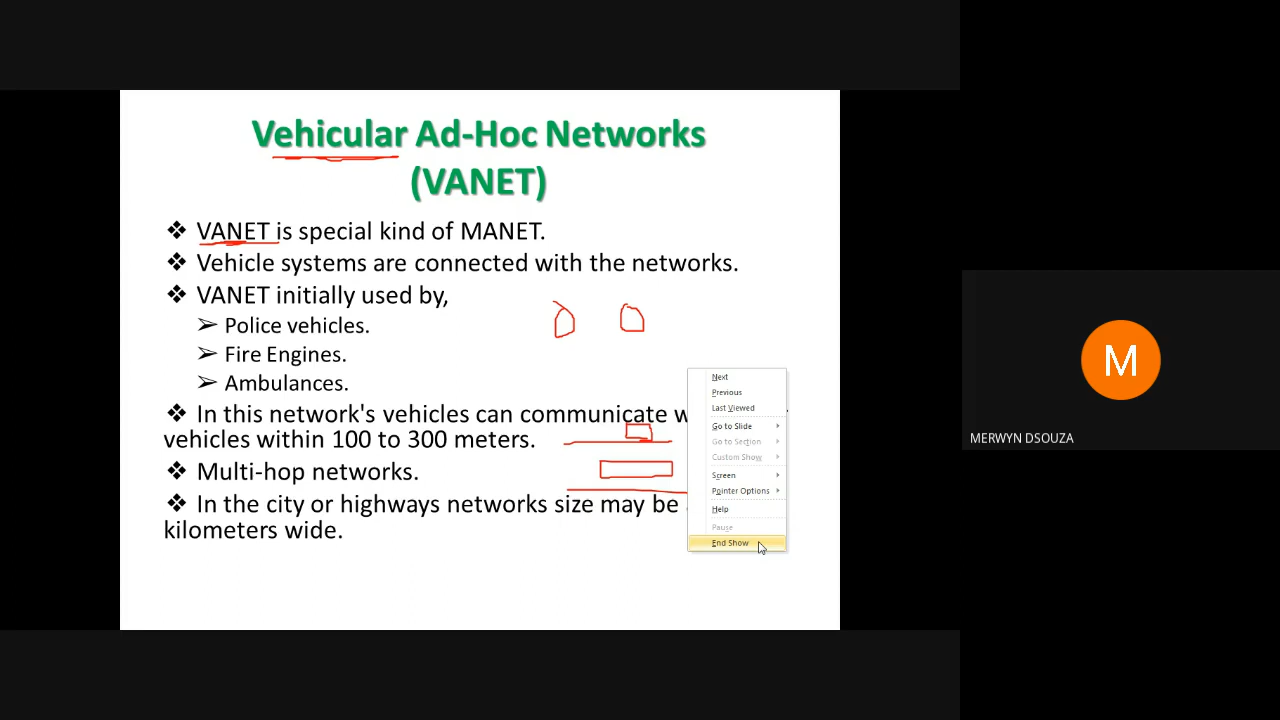 Vehicular Ad-Hoc Networks
(VANET)
❖ VANET is special kind of MANET.
❖ Vehicle systems are connected with the networks.
❖ VANET initially used by,
➢ Police vehicles.
➢ Fire Engines.
➢ Ambulances.
❖ In this network's vehicles can communicate
vehicles within 100 to 300 meters.
❖ Multi-hop networks.
❖ In the city or highways networks size may be
kilometers wide.
Next
Previous
Last Viewed
Go to Slide
Go to Section
Custom Show
Screen
Pointer Options
Help
Pause
End Show
M
MERWYN DSOUZA